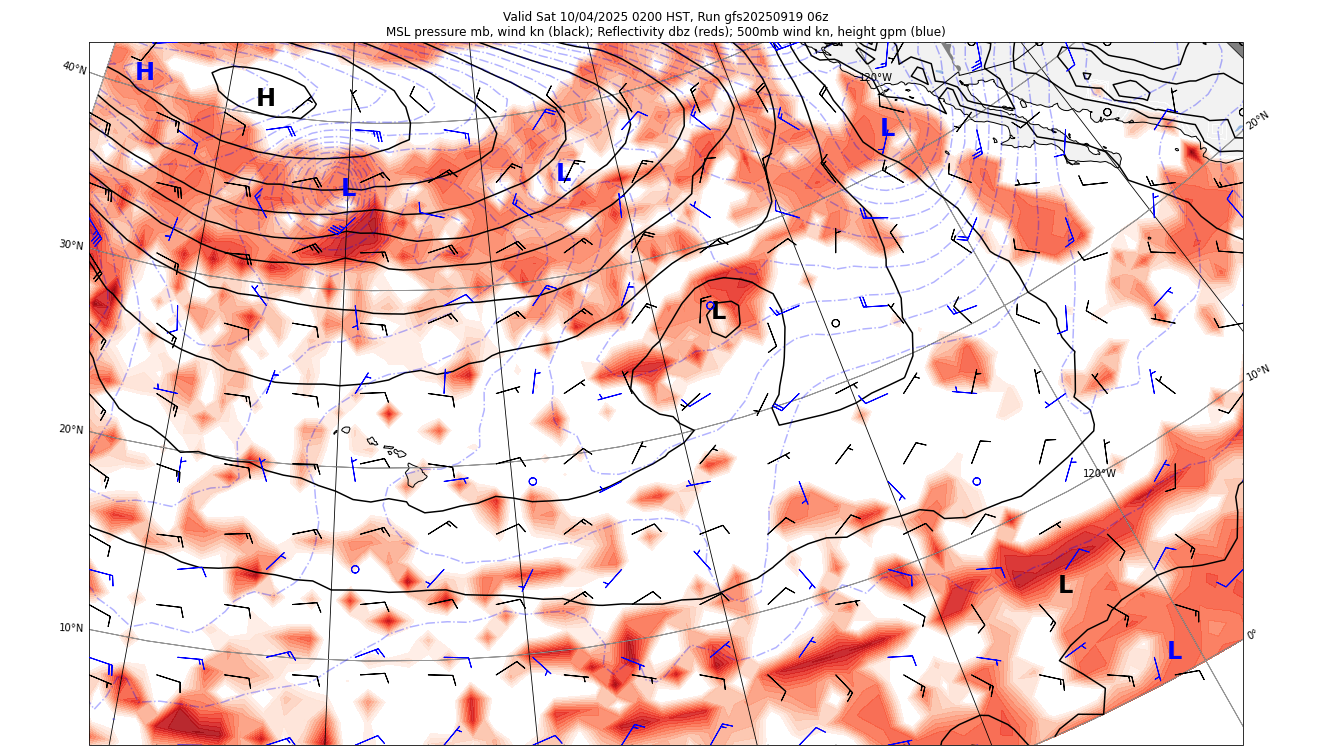 Valid Sat 10/04/2025 0200 HST, Run gfs20250919 06z
MSL pressure mb, wind kn (black); Reflectivity dbz (reds); 500mb wind kn, height gpm (blue)
40°N
H
H
120°W
L
20°N
L
L
30°N
L
10°N
20°N
120°W
L
10°N
0°
L